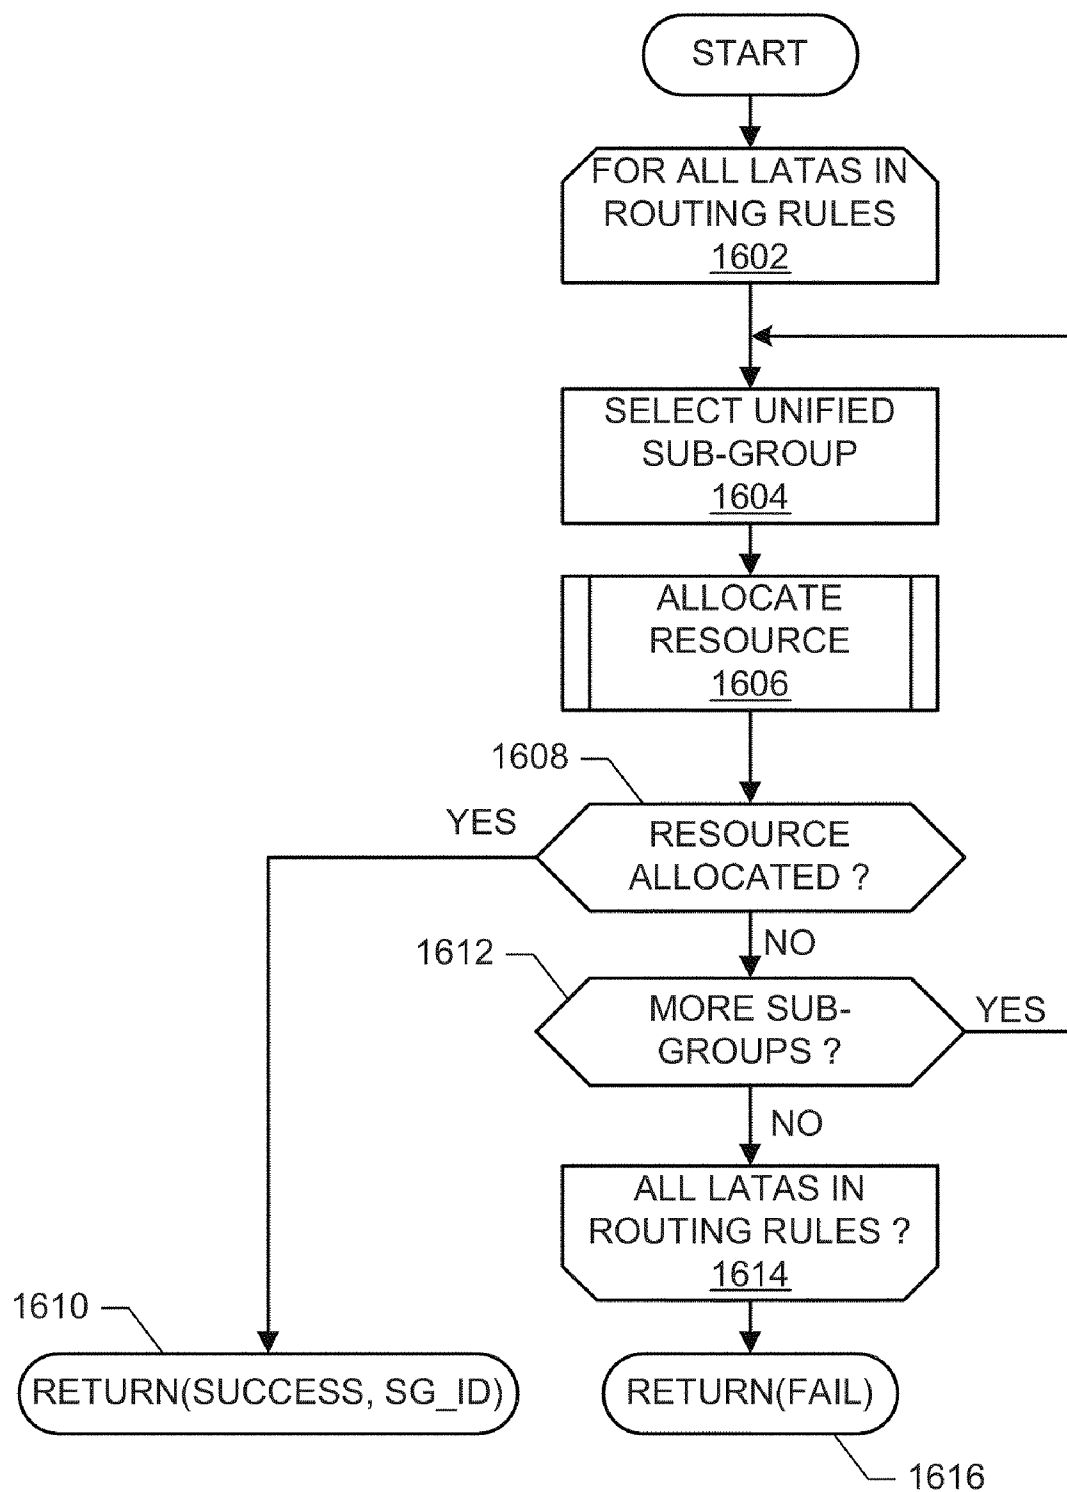 START
FOR ALL LATAS IN
ROUTING RULES
1602
SELECT UNIFIED
SUB-GROUP
1604
ALLOCATE
RESOURCE
1606
1608
YES
RESOURCE
ALLOCATED ?
NO
1612
MORE SUB-
GROUPS ?
YES
NO
ALL LATAS IN
ROUTING RULES ?
1614
1610
RETURN(SUCCESS, SG_ID)
RETURN(FAIL)
1616